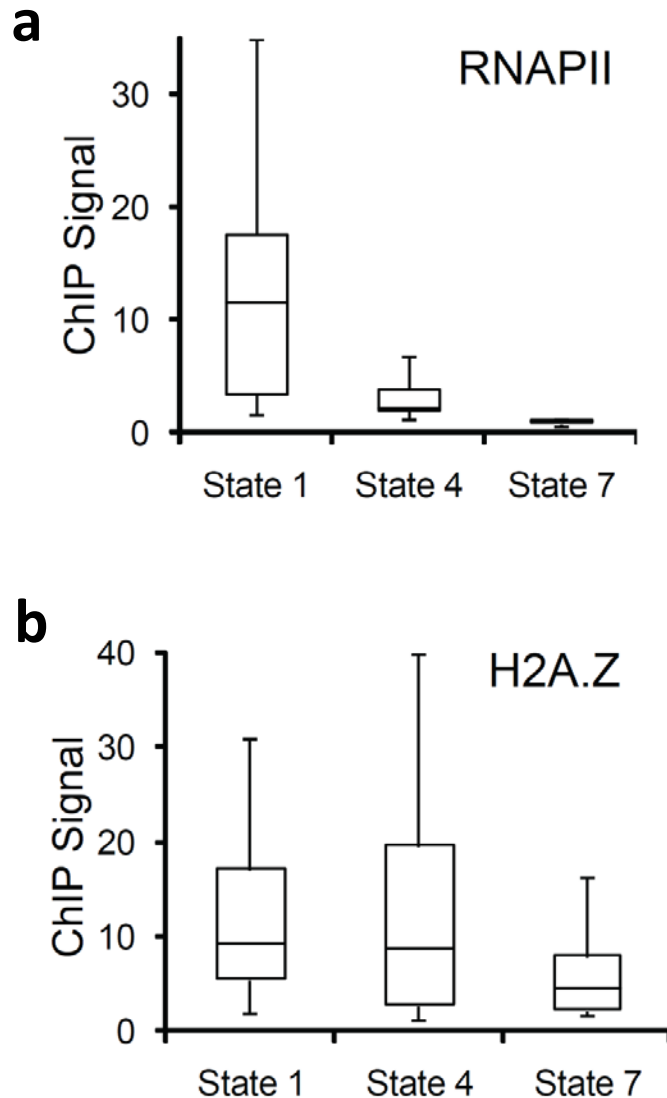 a
RNAPII
ChIP Signal
30
20
10
0
State 1 State 4 State 7
b
H2A.Z
ChIP Signal
40
30
20
10
0
State 1 State 4 State 7